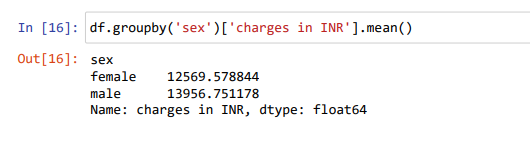 In [16]: df.groupby('sex')['charges in INR'].mean()
Out[16]: sex
female    12569.578844
male      13956.751178
Name: charges in INR, dtype: float64